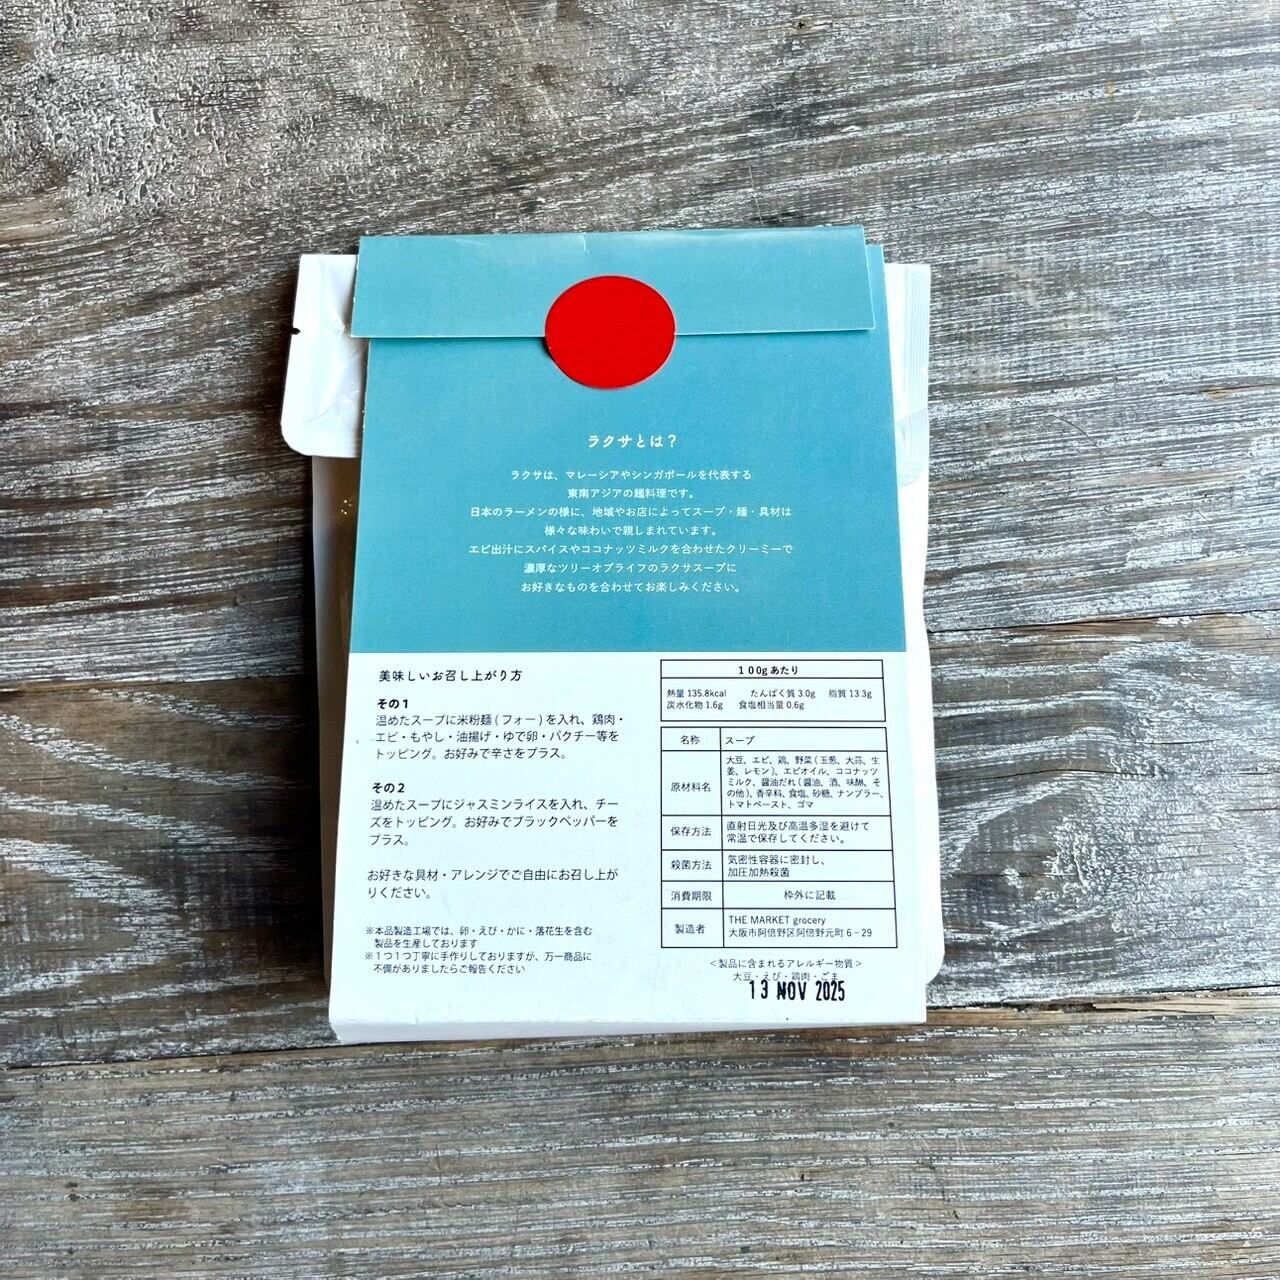 ラクサとは?
ラクサは、マレーシアやシンガポールを代表する
東南アジアの麺料理です。
日本のラーメンの様に、地域やお店によってスープ・麺・具材は
様々な味わいで親しまれています。
エビ出汁にスパイスやココナッツミルクを合わせたクリーミーで
濃厚なツリーオブライフのラクサスープに
お好きなものを合わせてお楽しみください。
美味しいお召し上がり方
その1
温めたスープに米粉麺(フォー)を入れ、鶏肉・
エビ・もやし・油揚げ・ゆで卵・パクチー等を
トッピング。お好みで辛さをプラス。
その2
温めたスープにジャスミンライスを入れ、チー
ズをトッピング。お好みでブラックペッパーを
プラス。
お好きな具材・アレンジでご自由にお召し上が
りください。
※本品製造工場では、卵・えび・かに・落花生を含む
製品を生産しております
※1つ1つ丁寧に手作りしておりますが、万一商品に
不備がありましたらご報告ください
100gあたり
熱量 135.8kcal たんぱく質 3.0g 脂質 13.3g
炭水化物 1.6g 食塩相当量 0.6g
名称 スープ
原材料名 大豆、エビ、鶏、野菜(玉葱、大蒜、生
姜、レモン)、エビオイル、ココナッツ
ミルク、醤油だれ(醤油、酒、味醂、そ
の他)、香辛料、食塩、砂糖、ナンプラー、
トマトペースト、ゴマ
保存方法 直射日光及び高温多湿を避けて
常温で保存してください。
殺菌方法 気密性容器に密封し、
加圧加熱殺菌
消費期限 枠外に記載
製造者 THE MARKET grocery
大阪市阿倍野区阿倍野元町6-29
<製品に含まれるアレルギー物質>
大豆・えび・鶏肉・ごま
13 NOV 2025